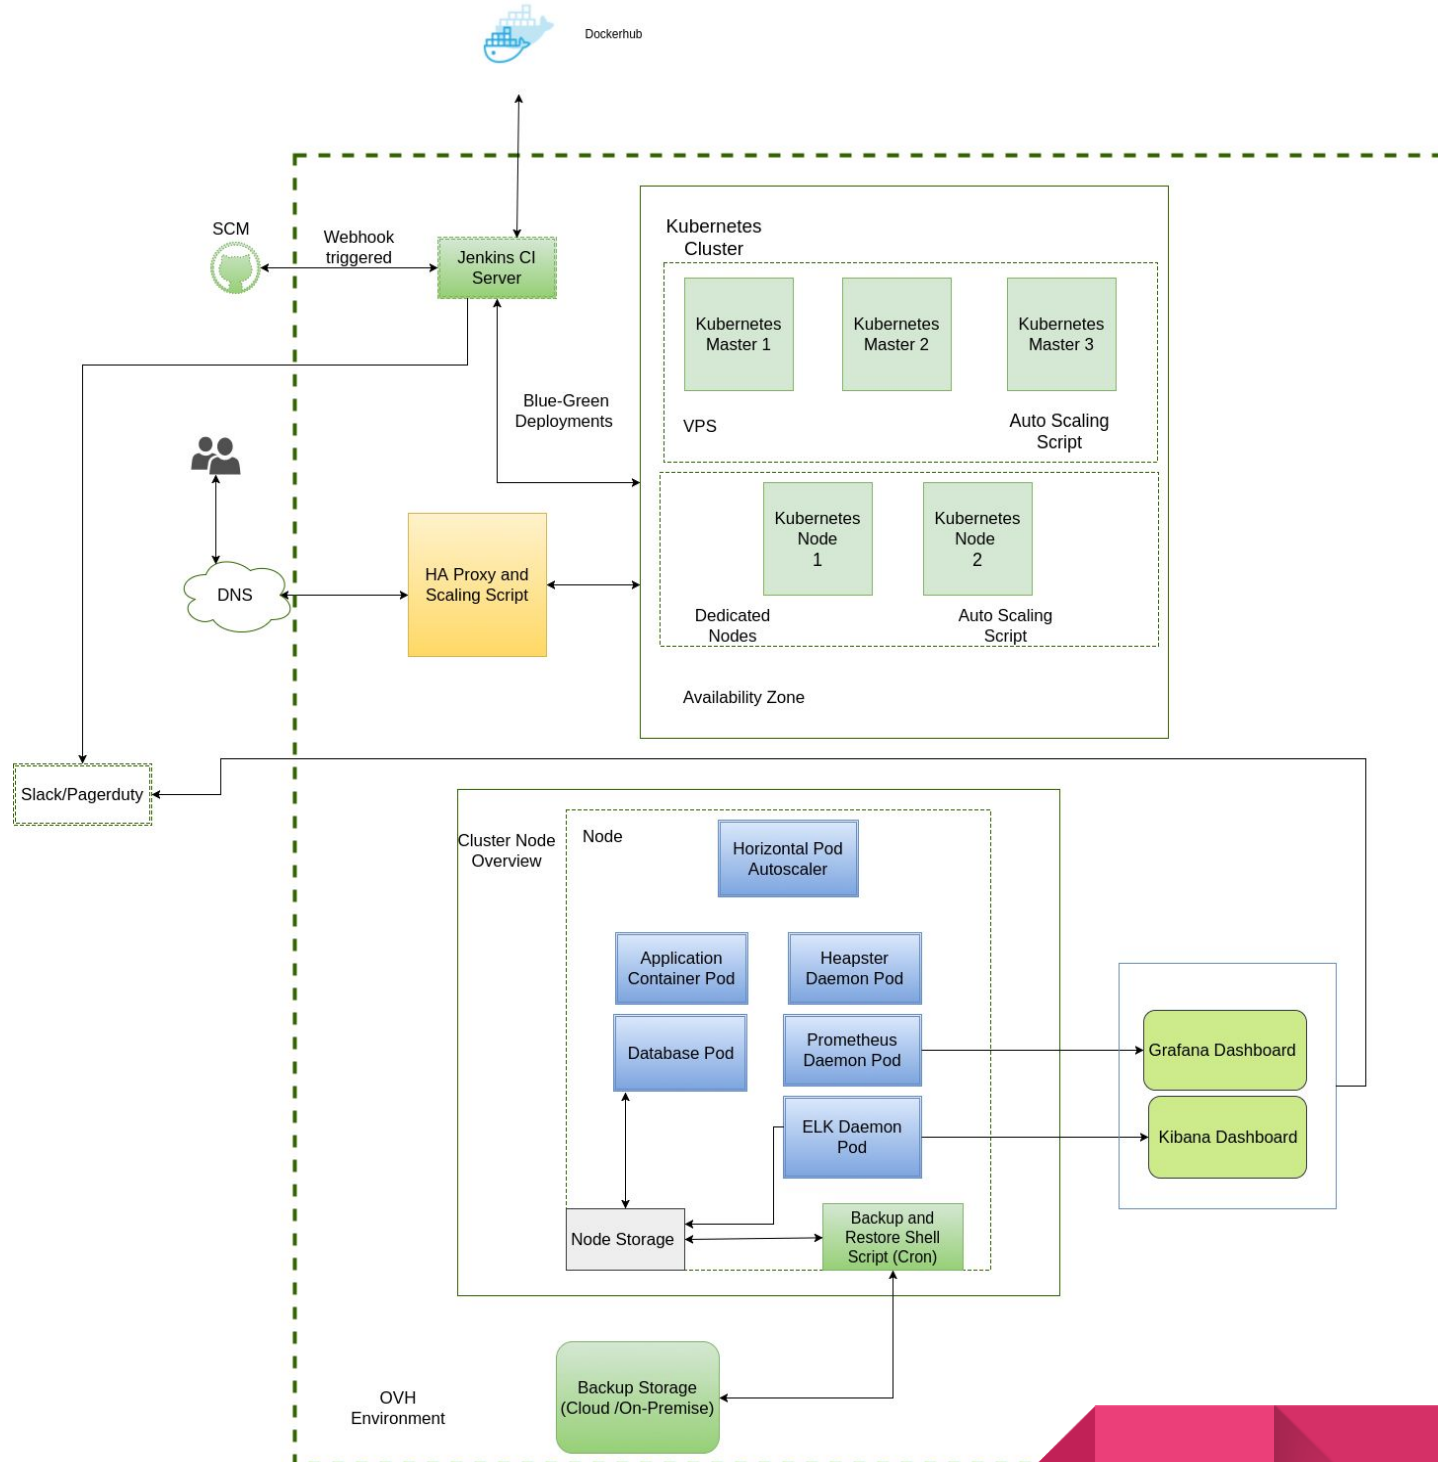 Dockerhub
SCM
Webhook
triggered
Jenkins CI
Server
Kubernetes
Cluster
Kubernetes
Master 1
Kubernetes
Master 2
Kubernetes
Master 3
VPS
Auto Scaling
Script
Blue-Green
Deployments
Kubernetes
Node
1
Kubernetes
Node
2
Dedicated
Nodes
Auto Scaling
Script
Availability Zone
HA Proxy and
Scaling Script
DNS
Slack/Pagerduty
Cluster Node
Overview
Node
Horizontal Pod
Autoscaler
Application
Container Pod
Heapster
Daemon Pod
Database Pod
Prometheus
Daemon Pod
ELK Daemon
Pod
Grafana Dashboard
Kibana Dashboard
Node Storage
Backup and
Restore Shell
Script (Cron)
Backup Storage
(Cloud /On-Premise)
OVH
Environment